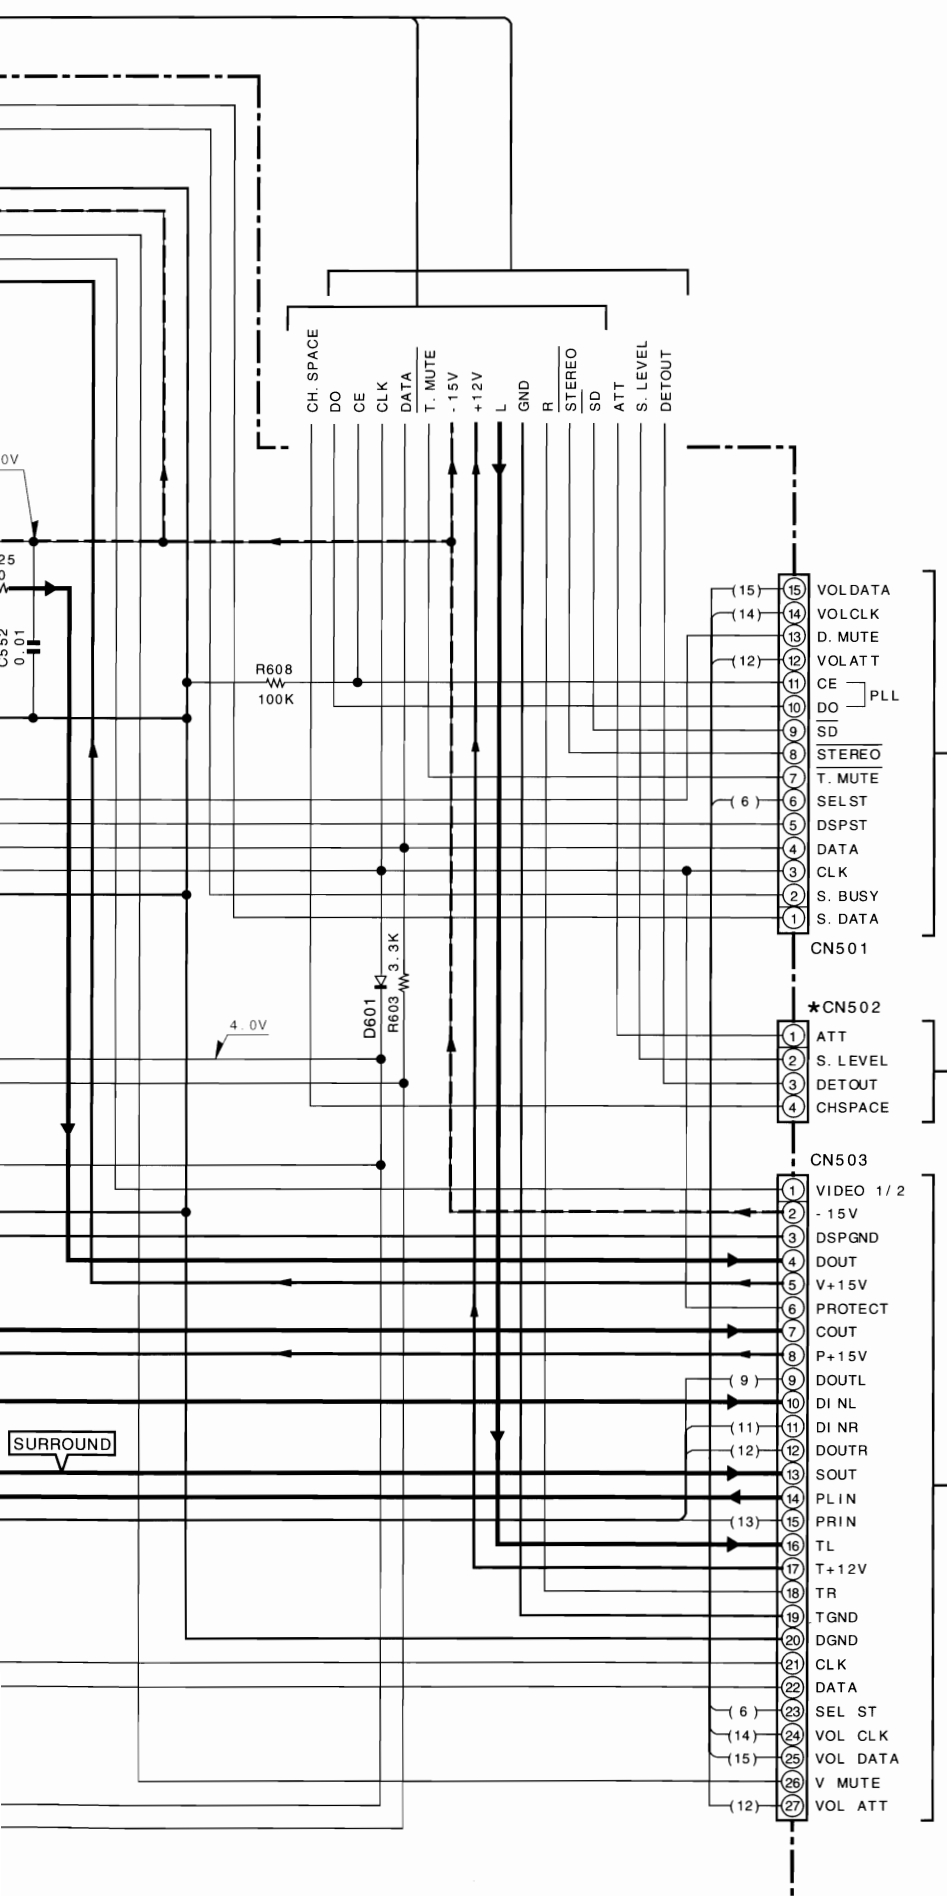 CH. SPACE
DO
CE
CLK
DATA
T. MUTE
-15V
+12V
L
GND
R
STEREO
SD
ATT
S. LEVEL
DETOUT
0V
25
0
C552
0.01
R608
100K
(15) 15 VOLDATA
(14) 14 VOLCLK
13 D. MUTE
(12) 12 VOLATT
11 CE
PLL
10 DO
9 SD
8 STEREO
7 T. MUTE
(6) 6 SELST
5 DSPST
4 DATA
3 CLK
2 S. BUSY
1 S. DATA
CN501
D601
R603 3.3K
4.0V
*CN502
1 ATT
2 S. LEVEL
3 DETOUT
4 CHSPACE
CN503
1 VIDEO 1/2
2 -15V
3 DSPGND
4 DOUT
5 V+15V
6 PROTECT
7 COUT
8 P+15V
(9) 9 DOUTL
10 DINL
(11) 11 DINR
SURROUND
(12) 12 DOUTR
13 SOUT
14 PLIN
(13) 15 PRIN
16 TL
17 T+12V
18 TR
19 TGND
20 DGND
21 CLK
22 DATA
(6) 23 SEL ST
(14) 24 VOL CLK
(15) 25 VOL DATA
26 V MUTE
(12) 27 VOL ATT